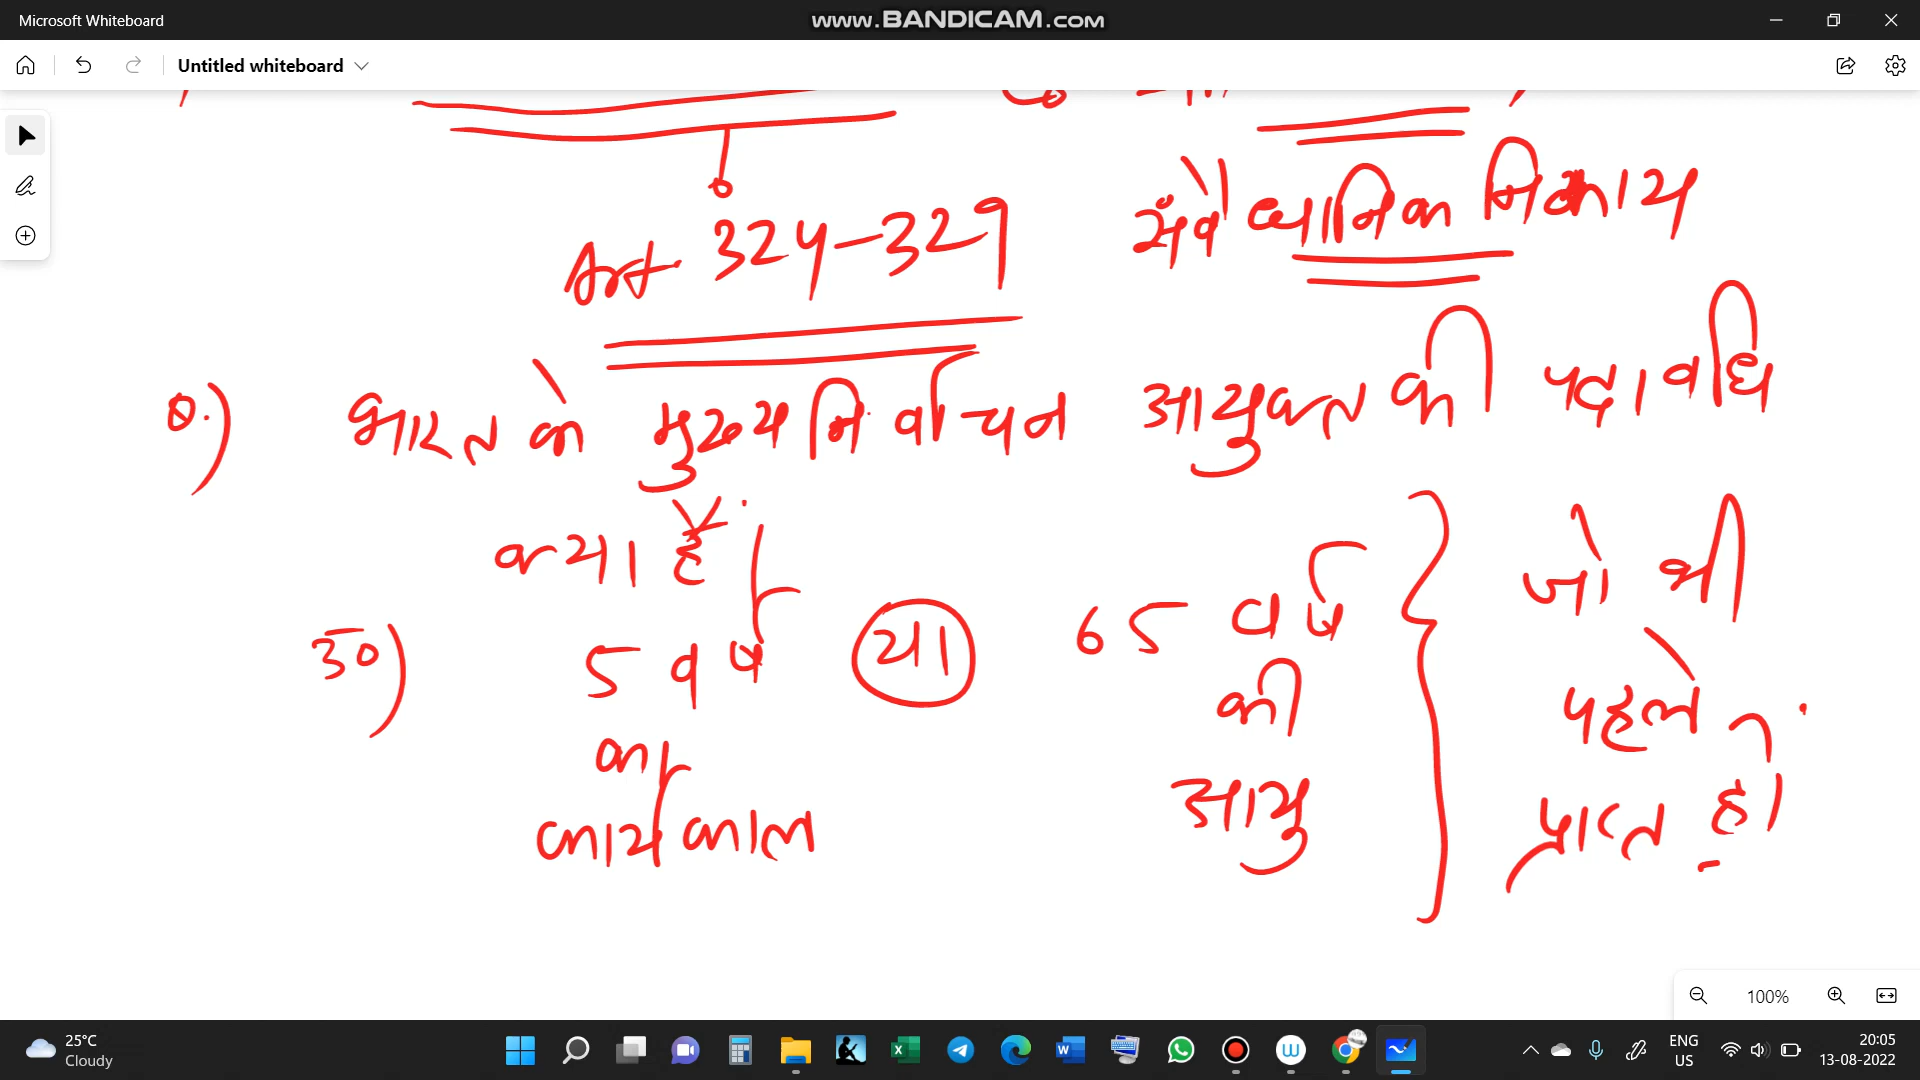 Microsoft Whiteboard
www.BANDICAM.com
Untitled whiteboard
Art 324-329
संवैधानिक निकाय
Q.) भारत के मुख्य निर्वाचन आयुक्त की पदावधि
क्या है
उ०) 5 वर्ष या 65 वर्ष
का की
कार्यकाल आयु
जो भी
पहले
प्राप्त हो
100%
25°C
Cloudy
ENG
US
20:05
13-08-2022